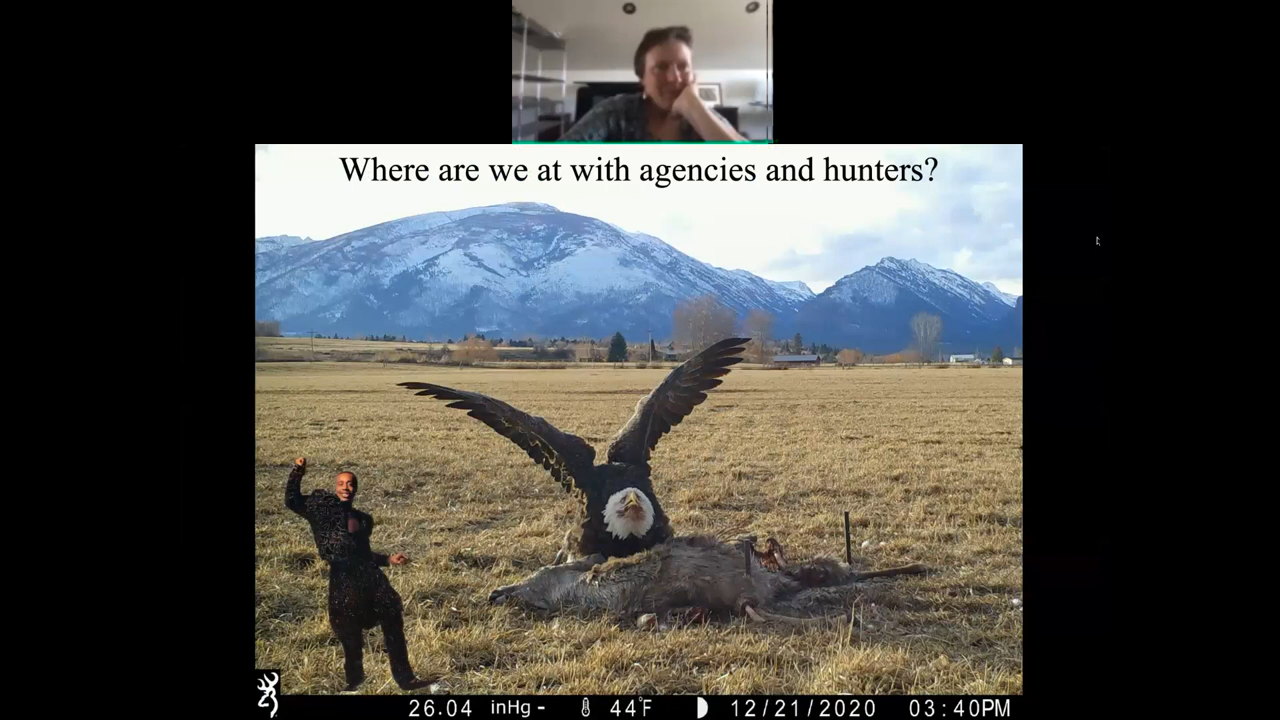 Where are we at with agencies and hunters?
26.04 inHg - 44°F 12/21/2020 03:40PM